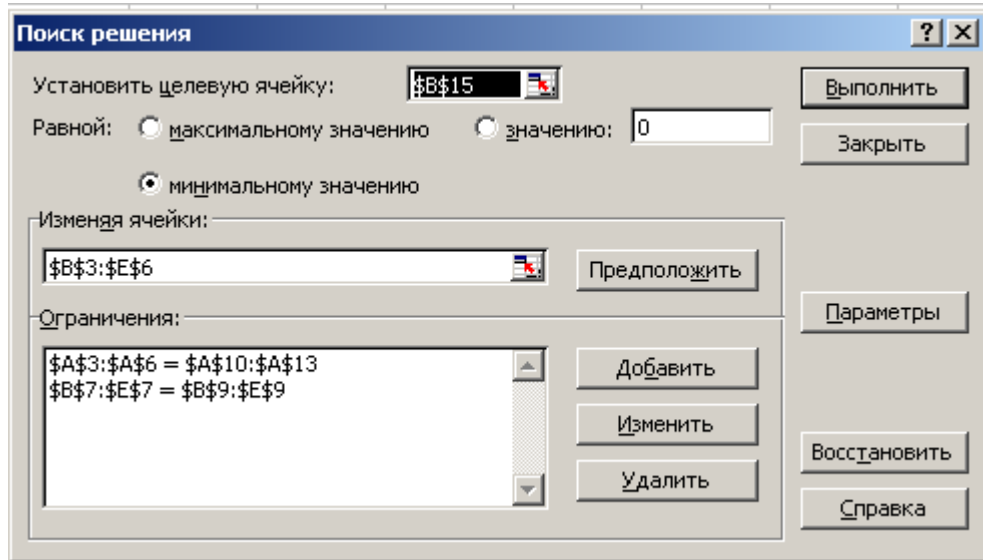 Поиск решения
Установить целевую ячейку: $B$15
Выполнить
Равной: максимальному значению значению: 0
Закрыть
минимальному значению
Изменяя ячейки:
$B$3:$E$6
Предположить
Параметры
Ограничения:
$A$3:$A$6 = $A$10:$A$13
$B$7:$E$7 = $B$9:$E$9
Добавить
Изменить
Удалить
Восстановить
Справка